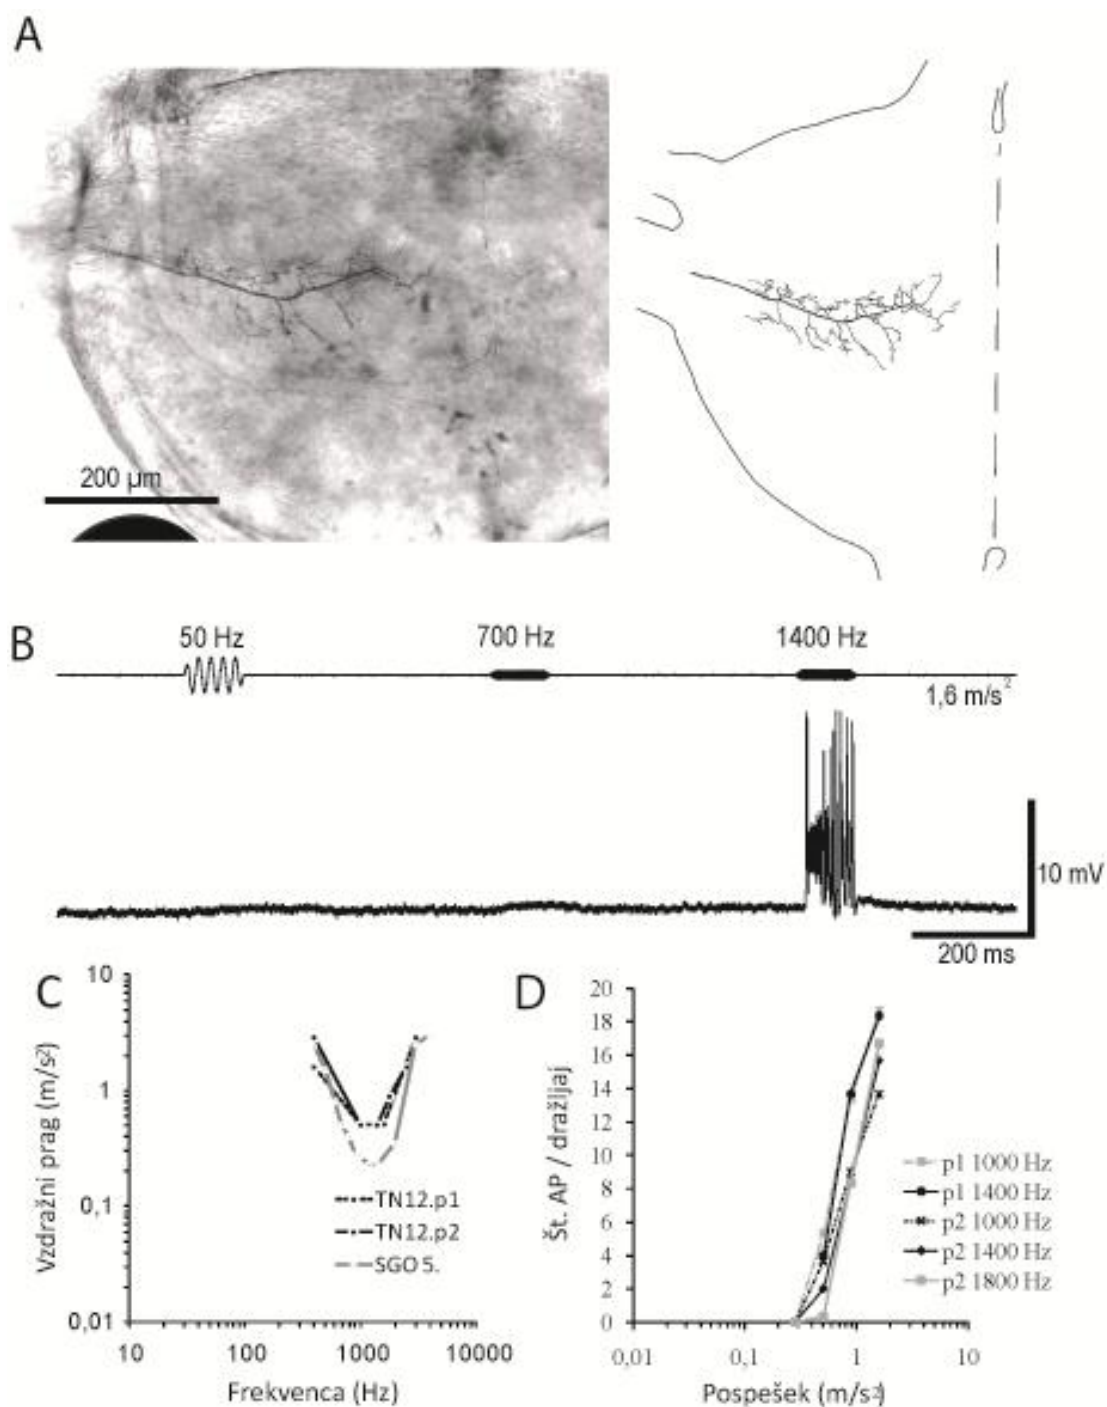 A
200 µm
B
50 Hz
700 Hz
1400 Hz
1,6 m/s²
10 mV
200 ms
C
Vzdražni prag (m/s²)
10
1
0,1
0,01
10
100
1000
10000
Frekvenca (Hz)
TN12.p1
TN12.p2
SGO 5.
D
Št. AP / dražljaj
20
18
16
14
12
10
8
6
4
2
0
0,01
0,1
1
10
Pospešek (m/s²)
p1 1000 Hz
p1 1400 Hz
p2 1000 Hz
p2 1400 Hz
p2 1800 Hz